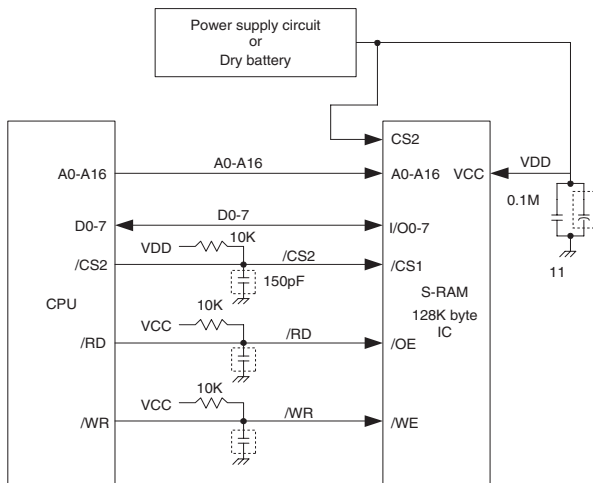 Power supply circuit
or
Dry battery
CS2
A0-A16
A0-A16
A0-A16
VCC
VDD
D0-7
D0-7
I/O0-7
0.1M
VDD
10K
/CS2
/CS2
/CS1
150pF
11
CPU
S-RAM
128K byte
IC
10K
VCC
/RD
/RD
/OE
10K
VCC
/WR
/WR
/WE